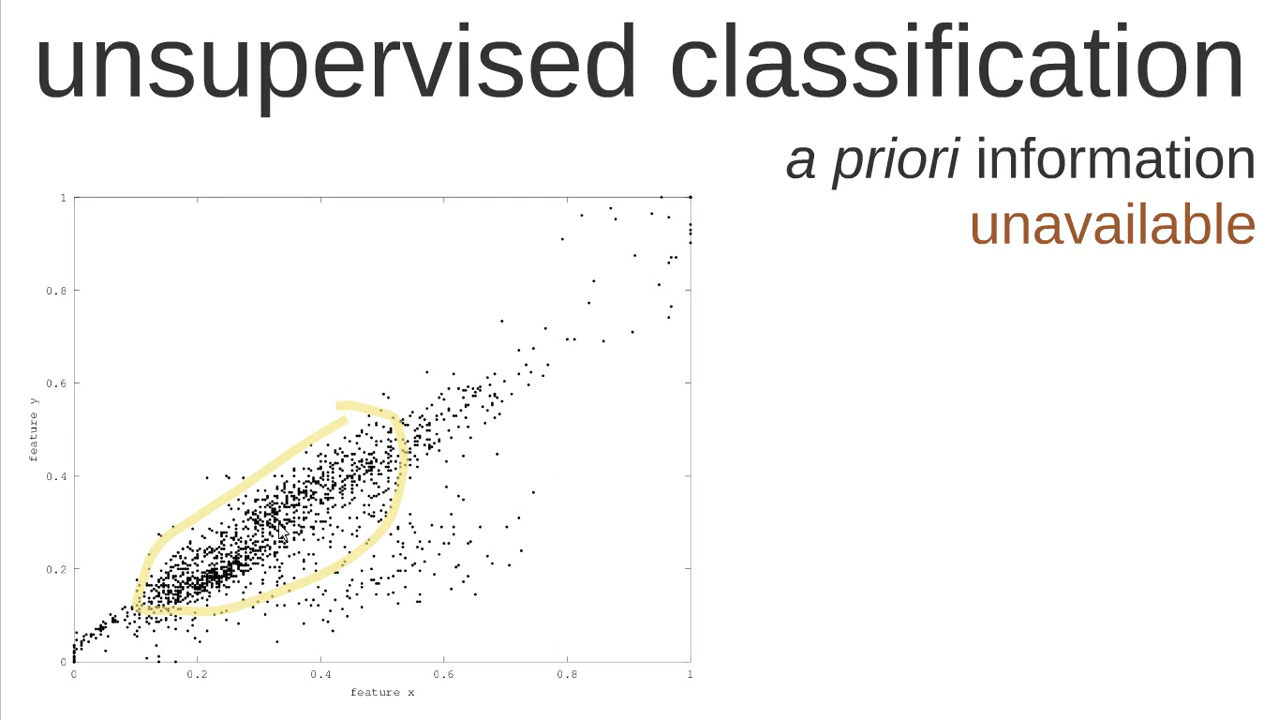 unsupervised classification
a priori information
unavailable
1
0.8
0.6
0.4
0.2
0
feature y
0
0.2
0.4
0.6
0.8
1
feature x